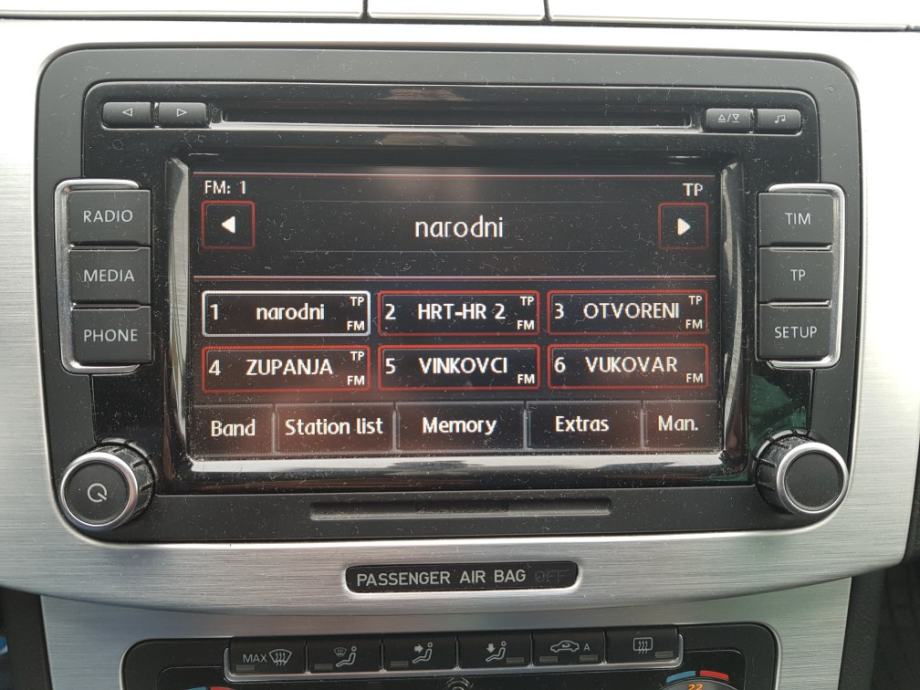 FM: 1 TP
narodni
RADIO
MEDIA
PHONE
1 narodni TP FM
2 HRT-HR 2 TP FM
3 OTVORENI TP FM
4 ZUPANJA TP FM
5 VINKOVCI FM
6 VUKOVAR FM
Band Station list Memory Extras Man.
TIM
TP
SETUP
PASSENGER AIR BAG OFF
MAX A
22